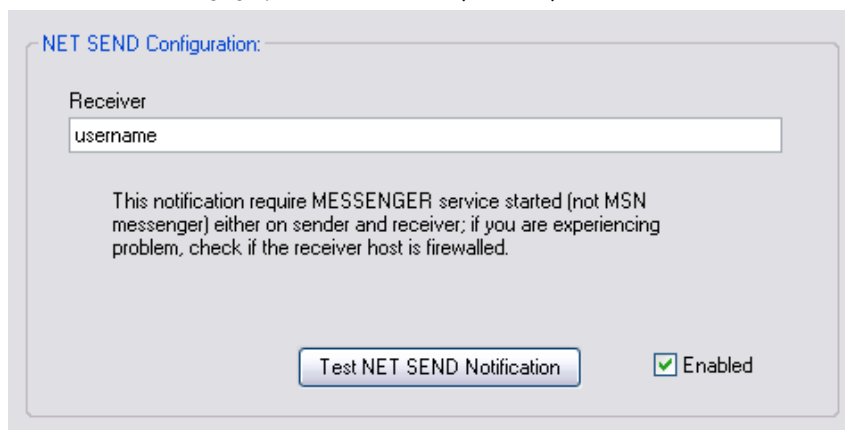 NET SEND Configuration:
Receiver
username
This notification require MESSENGER service started (not MSN
messenger) either on sender and receiver; if you are experiencing
problem, check if the receiver host is firewalled.
Test NET SEND Notification
Enabled